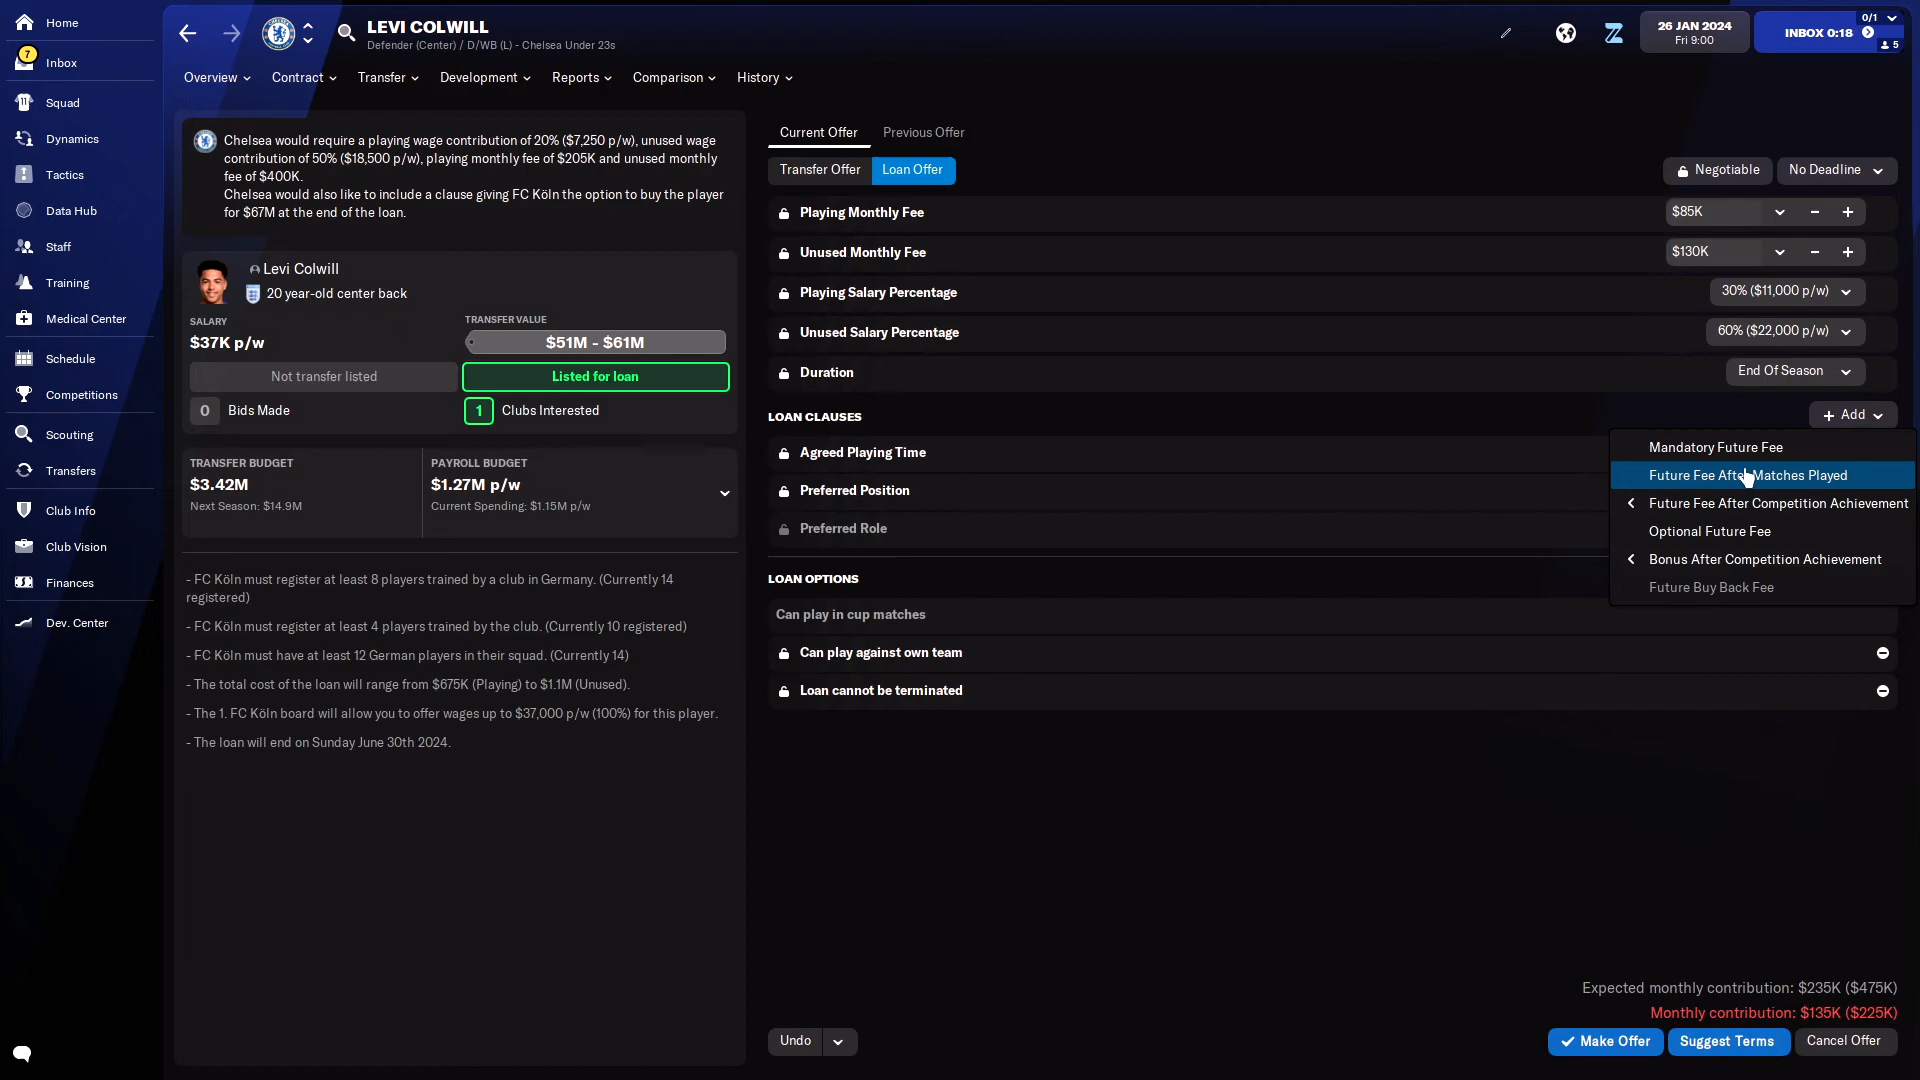 Home
7
Inbox
Squad
Dynamics
Tactics
Data Hub
Staff
Training
Medical Center
Schedule
Competitions
Scouting
Transfers
Club Info
Club Vision
Finances
Dev. Center
LEVI COLWILL
Defender (Center) / D/WB (L) - Chelsea Under 23s
26 JAN 2024
Fri 9:00
0/1
INBOX 0:18
5
Overview
Contract
Transfer
Development
Reports
Comparison
History
Chelsea would require a playing wage contribution of 20% ($7,250 p/w), unused wage
contribution of 50% ($18,500 p/w), playing monthly fee of $205K and unused monthly
fee of $400K.
Chelsea would also like to include a clause giving FC Köln the option to buy the player
for $67M at the end of the loan.
Levi Colwill
20 year-old center back
SALARY
$37K p/w
TRANSFER VALUE
$51M - $61M
Not transfer listed
Listed for loan
0 Bids Made
1 Clubs Interested
TRANSFER BUDGET
$3.42M
Next Season: $14.9M
PAYROLL BUDGET
$1.27M p/w
Current Spending: $1.15M p/w
- FC Köln must register at least 8 players trained by a club in Germany. (Currently 14
registered)
- FC Köln must register at least 4 players trained by the club. (Currently 10 registered)
- FC Köln must have at least 12 German players in their squad. (Currently 14)
- The total cost of the loan will range from $675K (Playing) to $1.1M (Unused).
- The 1. FC Köln board will allow you to offer wages up to $37,000 p/w (100%) for this player.
- The loan will end on Sunday June 30th 2024.
Current Offer
Previous Offer
Transfer Offer
Loan Offer
Negotiable
No Deadline
Playing Monthly Fee
$85K
Unused Monthly Fee
$130K
Playing Salary Percentage
30% ($11,000 p/w)
Unused Salary Percentage
60% ($22,000 p/w)
Duration
End Of Season
LOAN CLAUSES
+ Add
Agreed Playing Time
Preferred Position
Preferred Role
Mandatory Future Fee
Future Fee After Matches Played
Future Fee After Competition Achievement
Optional Future Fee
Bonus After Competition Achievement
Future Buy Back Fee
LOAN OPTIONS
Can play in cup matches
Can play against own team
Loan cannot be terminated
Expected monthly contribution: $235K ($475K)
Monthly contribution: $135K ($225K)
Undo
Make Offer
Suggest Terms
Cancel Offer